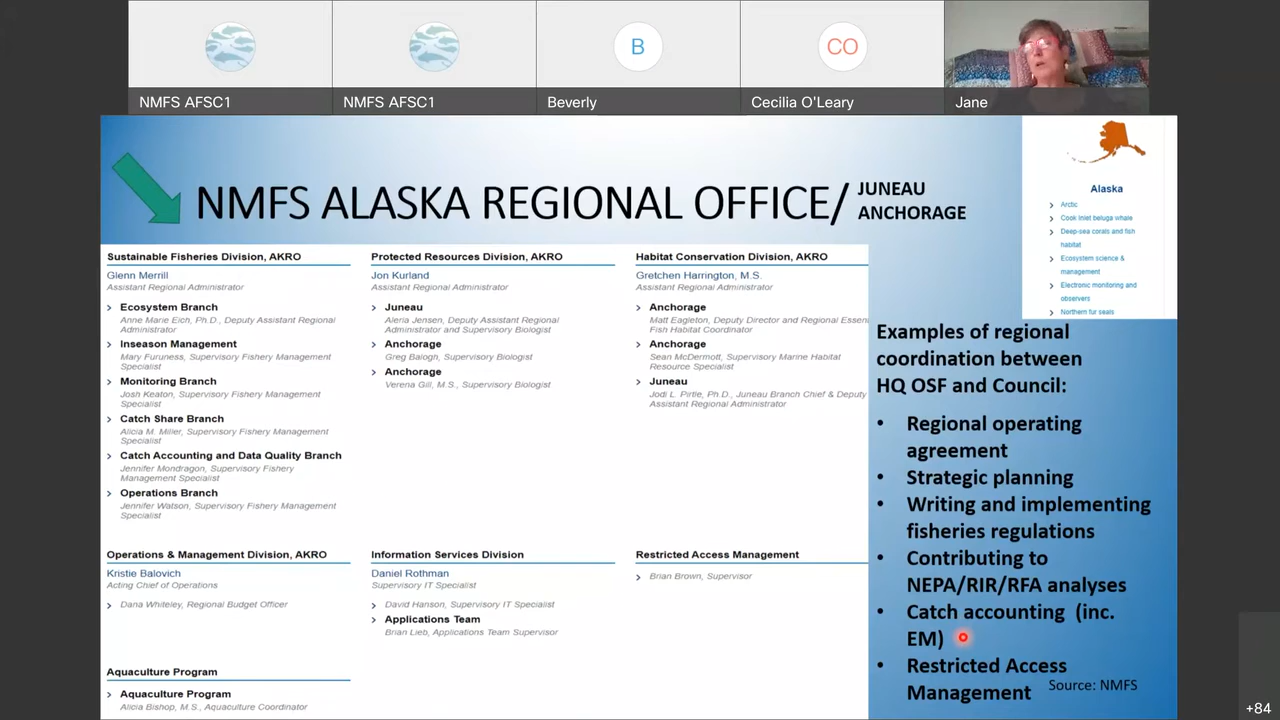 B
CO
NMFS AFSC1
NMFS AFSC1
Beverly
Cecilia O'Leary
Jane
NMFS ALASKA REGIONAL OFFICE/
JUNEAU
ANCHORAGE
Alaska
Arctic
Cook Inlet beluga whale
Deep-sea corals and fish
habitat
Ecosystem science &
management
Electronic monitoring and
observers
Northern fur seals
Sustainable Fisheries Division, AKRO
Glenn Merrill
Assistant Regional Administrator
Ecosystem Branch
Anne Marie Eich, Ph.D., Deputy Assistant Regional
Administrator
Inseason Management
Mary Furuness, Supervisory Fishery Management
Specialist
Monitoring Branch
Josh Keaton, Supervisory Fishery Management
Specialist
Catch Share Branch
Alicia M. Miller, Supervisory Fishery Management
Specialist
Catch Accounting and Data Quality Branch
Jennifer Mondragon, Supervisory Fishery
Management Specialist
Operations Branch
Jennifer Watson, Supervisory Fishery Management
Specialist
Protected Resources Division, AKRO
Jon Kurland
Assistant Regional Administrator
Juneau
Aleria Jensen, Deputy Assistant Regional
Administrator and Supervisory Biologist
Anchorage
Greg Balogh, Supervisory Biologist
Anchorage
Verena Gill, M.S., Supervisory Biologist
Habitat Conservation Division, AKRO
Gretchen Harrington, M.S.
Assistant Regional Administrator
Anchorage
Matt Eagleton, Deputy Director and Regional Essen
Fish Habitat Coordinator
Anchorage
Sean McDermott, Supervisory Marine Habitat
Resource Specialist
Juneau
Jodi L. Pirtle, Ph.D., Juneau Branch Chief & Deputy
Assistant Regional Administrator
Operations & Management Division, AKRO
Kristie Balovich
Acting Chief of Operations
Dana Whiteley, Regional Budget Officer
Information Services Division
Daniel Rothman
Supervisory IT Specialist
David Hanson, Supervisory IT Specialist
Applications Team
Brian Lieb, Applications Team Supervisor
Restricted Access Management
Brian Brown, Supervisor
Aquaculture Program
Aquaculture Program
Alicia Bishop, M.S., Aquaculture Coordinator
Examples of regional
coordination between
HQ OSF and Council:
• Regional operating
agreement
• Strategic planning
• Writing and implementing
fisheries regulations
• Contributing to
NEPA/RIR/RFA analyses
• Catch accounting (inc.
EM)
• Restricted Access
Management
Source: NMFS
+84